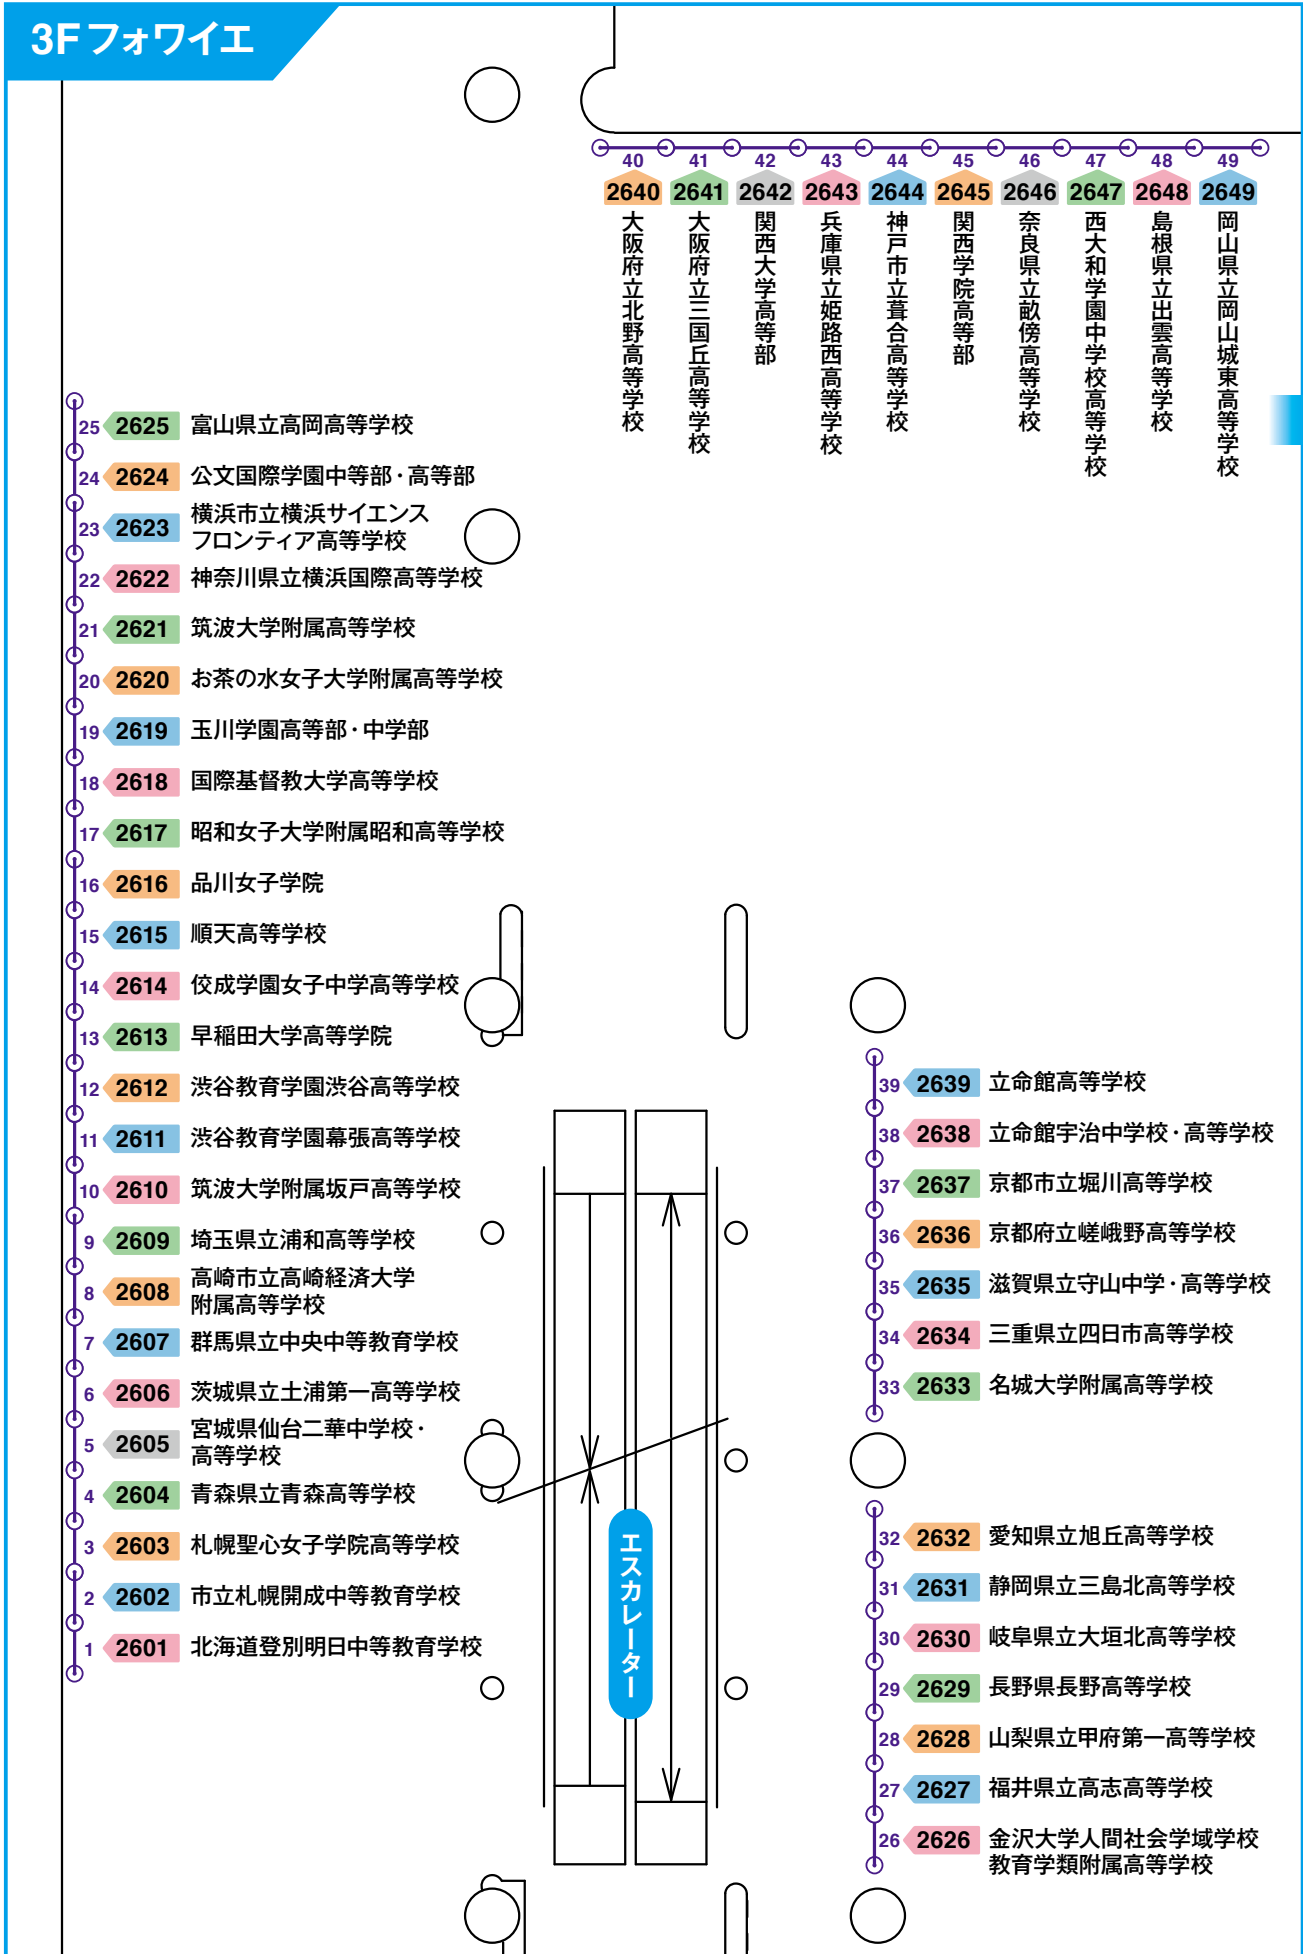 3Fフォワイエ
40
41
42
43
44
45
46
47
48
49
2640
2641
2642
2643
2644
2645
2646
2647
2648
2649
大阪府立北野高等学校
大阪府立三国丘高等学校
関西大学高等部
兵庫県立姫路西高等学校
神戸市立葺合高等学校
関西学院高等部
奈良県立畝傍高等学校
西大和学園中学校高等学校
島根県立出雲高等学校
岡山県立岡山城東高等学校
25 2625 富山県立高岡高等学校
24 2624 公文国際学園中等部・高等部
23 2623 横浜市立横浜サイエンス
フロンティア高等学校
22 2622 神奈川県立横浜国際高等学校
21 2621 筑波大学附属高等学校
20 2620 お茶の水女子大学附属高等学校
19 2619 玉川学園高等部・中学部
18 2618 国際基督教大学高等学校
17 2617 昭和女子大学附属昭和高等学校
16 2616 品川女子学院
15 2615 順天高等学校
14 2614 佼成学園女子中学高等学校
13 2613 早稲田大学高等学院
12 2612 渋谷教育学園渋谷高等学校
11 2611 渋谷教育学園幕張高等学校
10 2610 筑波大学附属坂戸高等学校
9 2609 埼玉県立浦和高等学校
8 2608 高崎市立高崎経済大学
附属高等学校
7 2607 群馬県立中央中等教育学校
6 2606 茨城県立土浦第一高等学校
5 2605 宮城県仙台二華中学校・
高等学校
4 2604 青森県立青森高等学校
3 2603 札幌聖心女子学院高等学校
2 2602 市立札幌開成中等教育学校
1 2601 北海道登別明日中等教育学校
エスカレーター
39 2639 立命館高等学校
38 2638 立命館宇治中学校・高等学校
37 2637 京都市立堀川高等学校
36 2636 京都府立嵯峨野高等学校
35 2635 滋賀県立守山中学・高等学校
34 2634 三重県立四日市高等学校
33 2633 名城大学附属高等学校
32 2632 愛知県立旭丘高等学校
31 2631 静岡県立三島北高等学校
30 2630 岐阜県立大垣北高等学校
29 2629 長野県長野高等学校
28 2628 山梨県立甲府第一高等学校
27 2627 福井県立高志高等学校
26 2626 金沢大学人間社会学域学校
教育学類附属高等学校